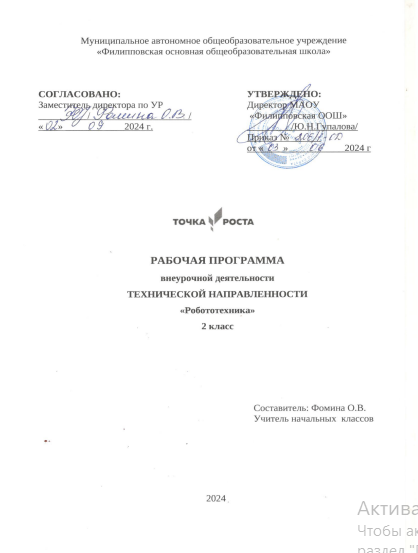 Муниципальное автономное общеобразовательное учреждение
«Филипповская основная общеобразовательная школа»
СОГЛАСОВАНО:
Заместитель директора по УР
Фомина О.В.
«02» 09 2024 г.
УТВЕРЖДЕНО:
Директор МАОУ
«Филипповская ООШ»
/Ю.Н.Гупалова/
Приказ №
от « 03 » 2024 г
ТОЧКА РОСТА
РАБОЧАЯ ПРОГРАММА
внеурочной деятельности
ТЕХНИЧЕСКОЙ НАПРАВЛЕННОСТИ
«Робототехника»
2 класс
Составитель: Фомина О.В.
Учитель начальных классов
2024
Актива
Чтобы ак
раздел "